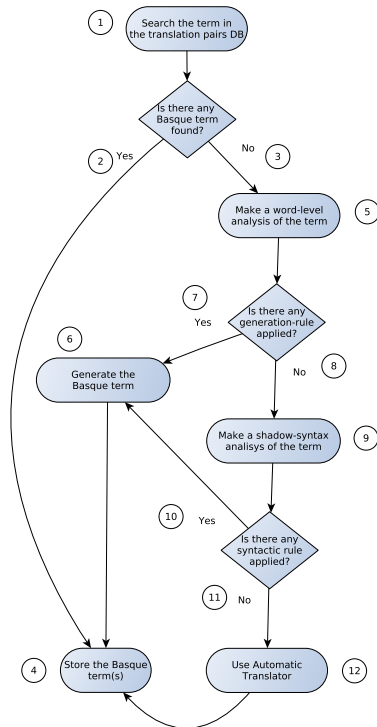 1
Search the term in
the translation pairs DB
Is there any
Basque term
found?
2
Yes
No
3
Make a word-level
analysis of the term
5
7
Is there any
generation-rule
applied?
Yes
6
No
8
Generate the
Basque term
Make a shadow-syntax
analisys of the term
9
10
Yes
Is there any
syntactic rule
applied?
11
No
4
Store the Basque
term(s)
Use Automatic
Translator
12